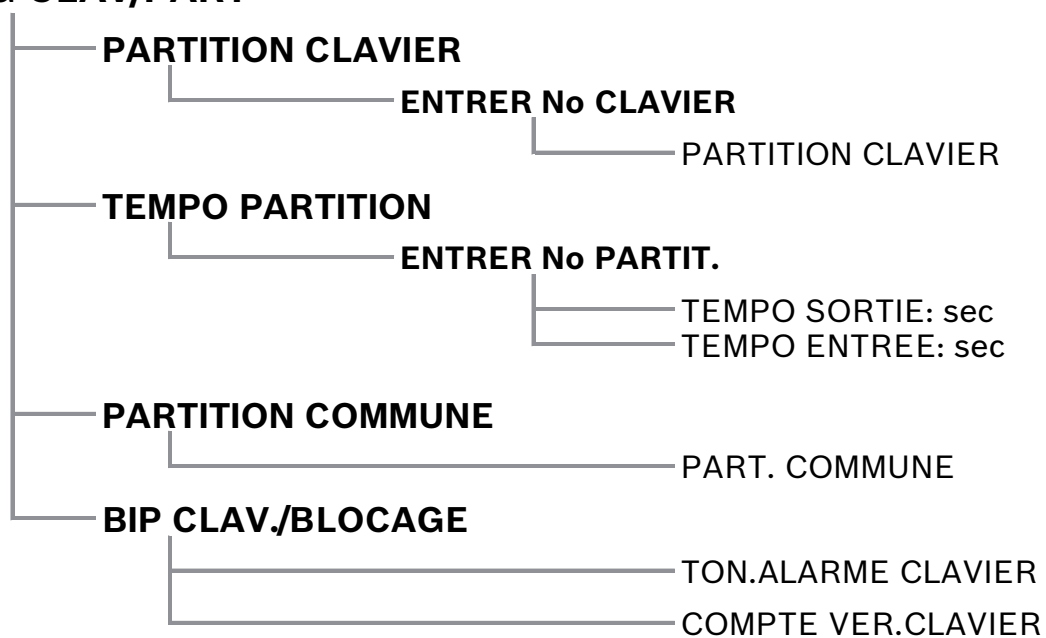 PARTITION CLAVIER
ENTRER No CLAVIER
PARTITION CLAVIER
TEMPO PARTITION
ENTRER No PARTIT.
TEMPO SORTIE: sec
TEMPO ENTREE: sec
PARTITION COMMUNE
PART. COMMUNE
BIP CLAV./BLOCAGE
TON.ALARME CLAVIER
COMPTE VER.CLAVIER